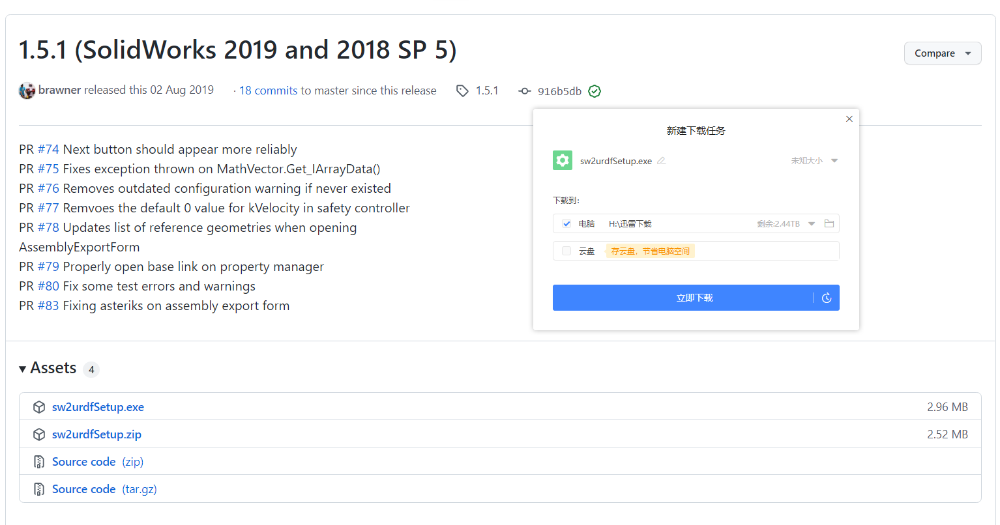 1.5.1 (SolidWorks 2019 and 2018 SP 5)
Compare
brawner released this 02 Aug 2019 · 18 commits to master since this release 1.5.1 916b5db
PR #74 Next button should appear more reliably
PR #75 Fixes exception thrown on MathVector.Get_IArrayData()
PR #76 Removes outdated configuration warning if never existed
PR #77 Remvoes the default 0 value for kVelocity in safety controller
PR #78 Updates list of reference geometries when opening
AssemblyExportForm
PR #79 Properly open base link on property manager
PR #80 Fix some test errors and warnings
PR #83 Fixing asteriks on assembly export form
新建下载任务
sw2urdfSetup.exe 未知大小
下载到:
电脑 H:\迅雷下载 剩余:2.44TB
云盘 存云盘，节省电脑空间
立即下载
Assets 4
sw2urdfSetup.exe 2.96 MB
sw2urdfSetup.zip 2.52 MB
Source code (zip)
Source code (tar.gz)